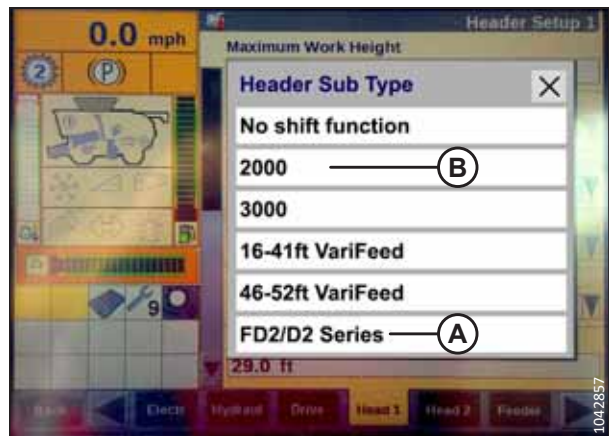 0.0 mph
Header Setup 1
2
P
Maximum Work Height
Header Sub Type
No shift function
2000
B
3000
16-41ft VariFeed
46-52ft VariFeed
FD2/D2 Series
A
9
29.0 ft
Back
Electr
Hydraul
Drive
Head 1
Head 2
Feeder
1042857